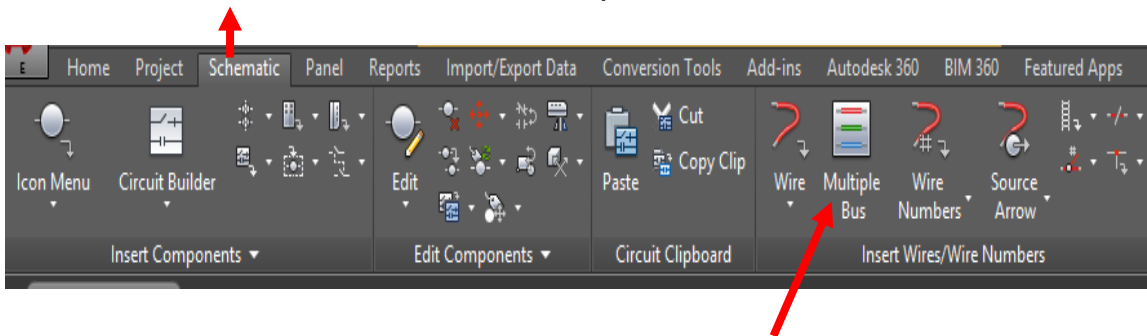 E
Home Project Schematic Panel Reports Import/Export Data Conversion Tools Add-ins Autodesk 360 BIM 360 Featured Apps
Icon Menu
Circuit Builder
Edit
Paste
Cut
Copy Clip
Wire
Multiple
Bus
Wire
Numbers
Source
Arrow
Insert Components
Edit Components
Circuit Clipboard
Insert Wires/Wire Numbers